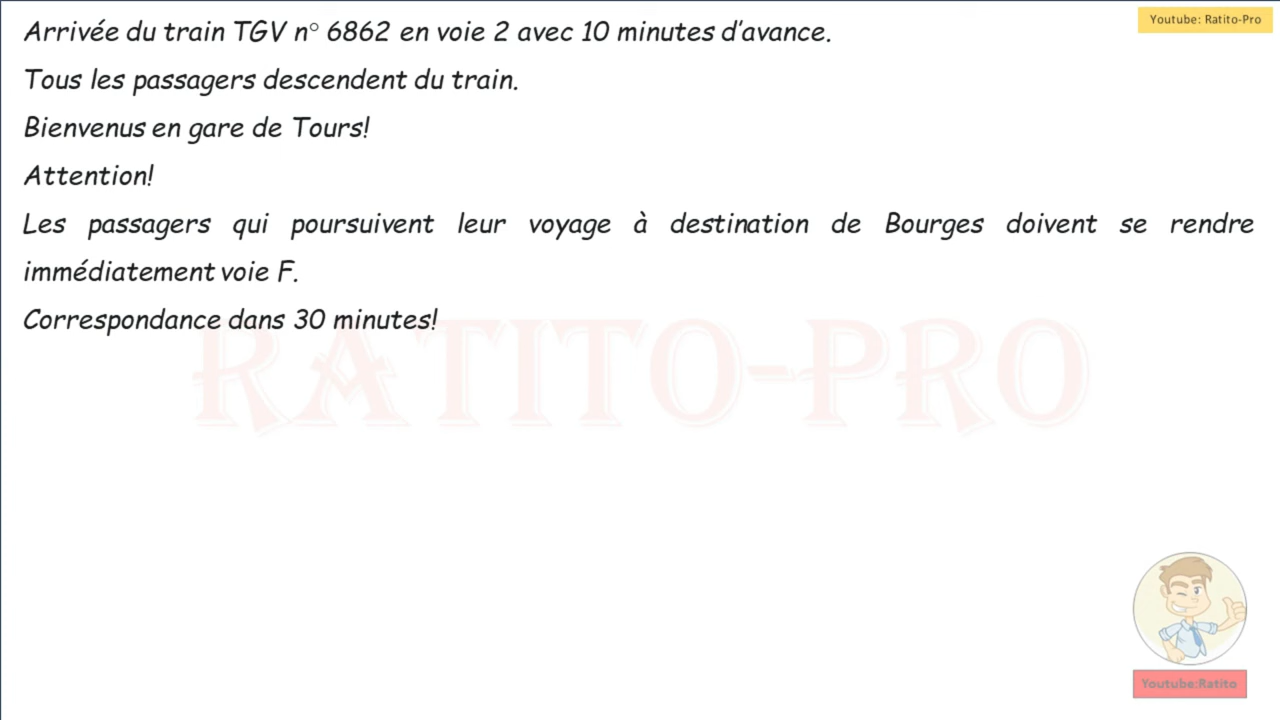 Youtube: Ratito-Pro
Arrivée du train TGV n° 6862 en voie 2 avec 10 minutes d'avance.
Tous les passagers descendent du train.
Bienvenus en gare de Tours!
Attention!
Les passagers qui poursuivent leur voyage à destination de Bourges doivent se rendre
immédiatement voie F.
Correspondance dans 30 minutes!
RATITO-PRO
Youtube:Ratito